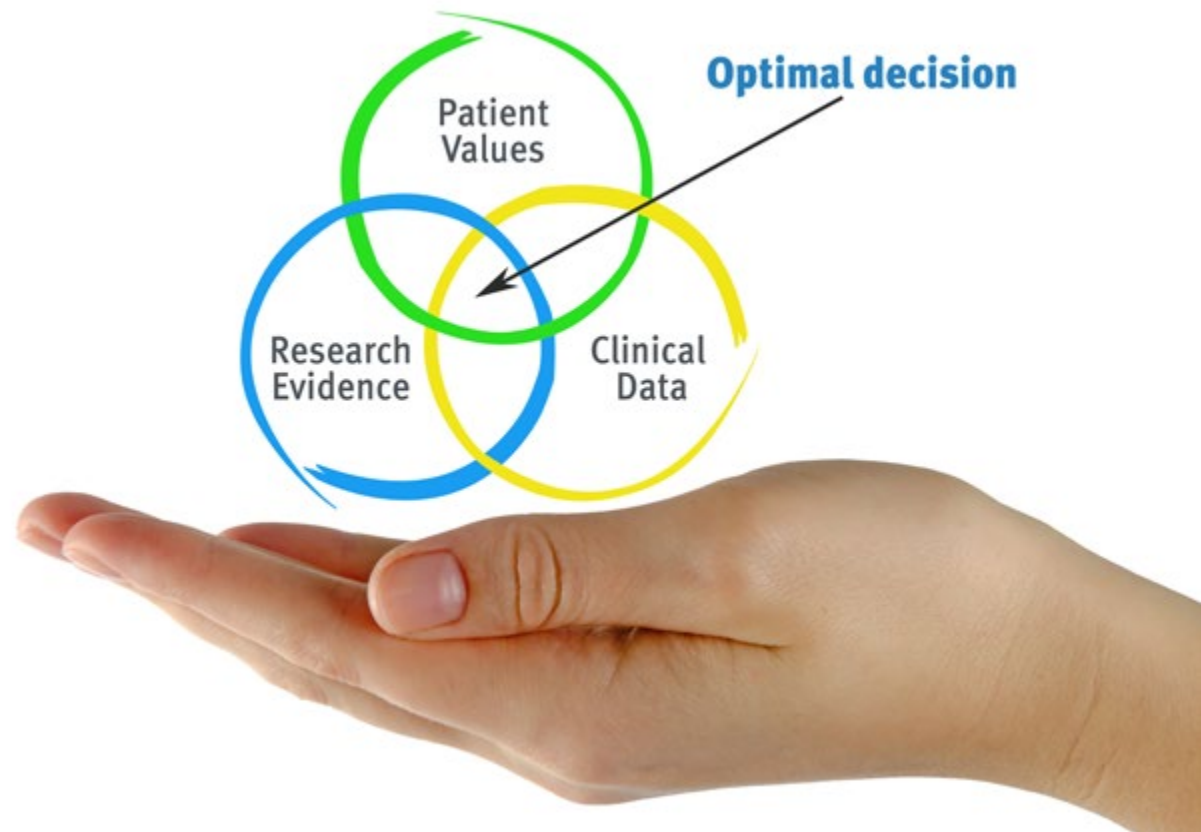 Optimal decision
Patient
Values
Research
Evidence
Clinical
Data